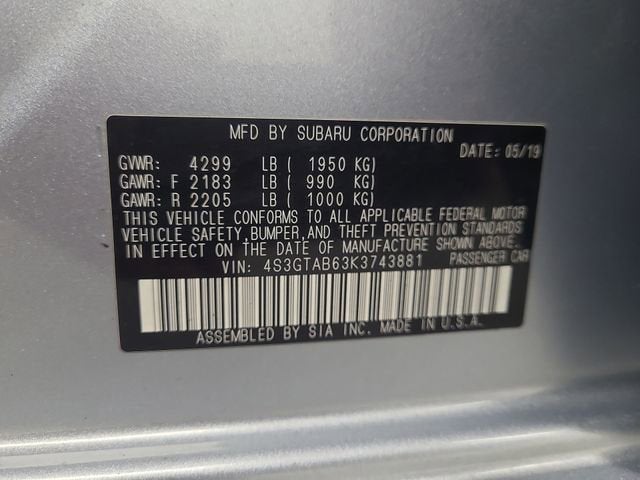 MFD BY SUBARU CORPORATION
DATE: 05/19
GVWR: 4299 LB ( 1950 KG)
GAWR: F 2183 LB ( 990 KG)
GAWR: R 2205 LB ( 1000 KG)
THIS VEHICLE CONFORMS TO ALL APPLICABLE FEDERAL MOTOR
VEHICLE SAFETY, BUMPER, AND THEFT PREVENTION STANDARDS
IN EFFECT ON THE DATE OF MANUFACTURE SHOWN ABOVE.
VIN: 4S3GTAB63K3743881 PASSENGER CAR
ASSEMBLED BY SIA INC. MADE IN U.S.A.